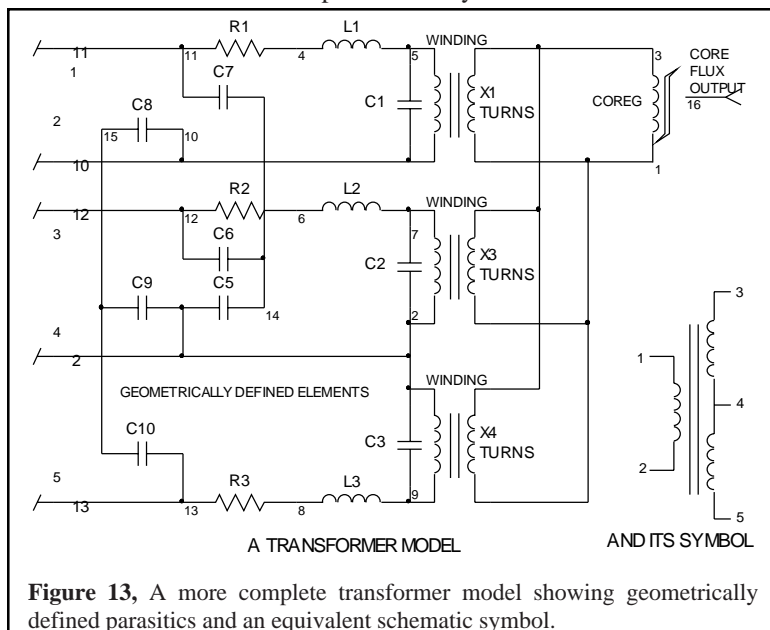 R1
L1
WINDING
11
1
11
4
5
3
CORE
FLUX
OUTPUT
16
C7
C1
X1
TURNS
COREG
C8
2
15
10
10
1
R2
L2
12
3
12
6
WINDING
7
C6
C2
X3
TURNS
C9
C5
14
2
3
4
2
1
4
GEOMETRICALLY DEFINED ELEMENTS
WINDING
C10
C3
X4
TURNS
2
5
R3
L3
13
13
8
9
5
A TRANSFORMER MODEL
AND ITS SYMBOL
Figure 13, A more complete transformer model showing geometrically
defined parasitics and an equivalent schematic symbol.